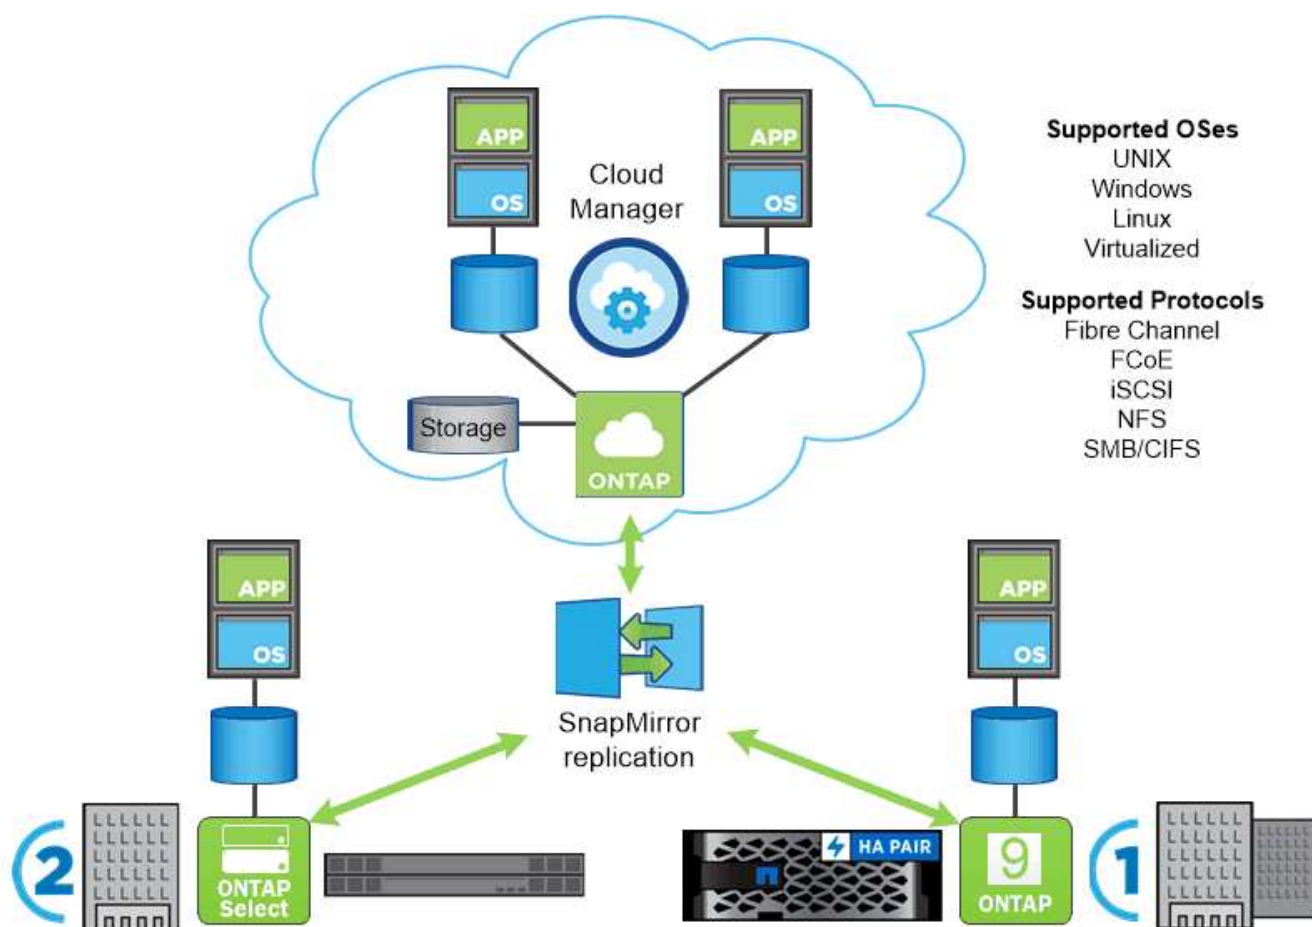 APP
OS
Cloud
Manager
APP
OS
Storage
ONTAP
Supported OSes
UNIX
Windows
Linux
Virtualized
Supported Protocols
Fibre Channel
FCoE
iSCSI
NFS
SMB/CIFS
APP
OS
SnapMirror
replication
APP
OS
2
ONTAP
Select
HA PAIR
9
ONTAP
1